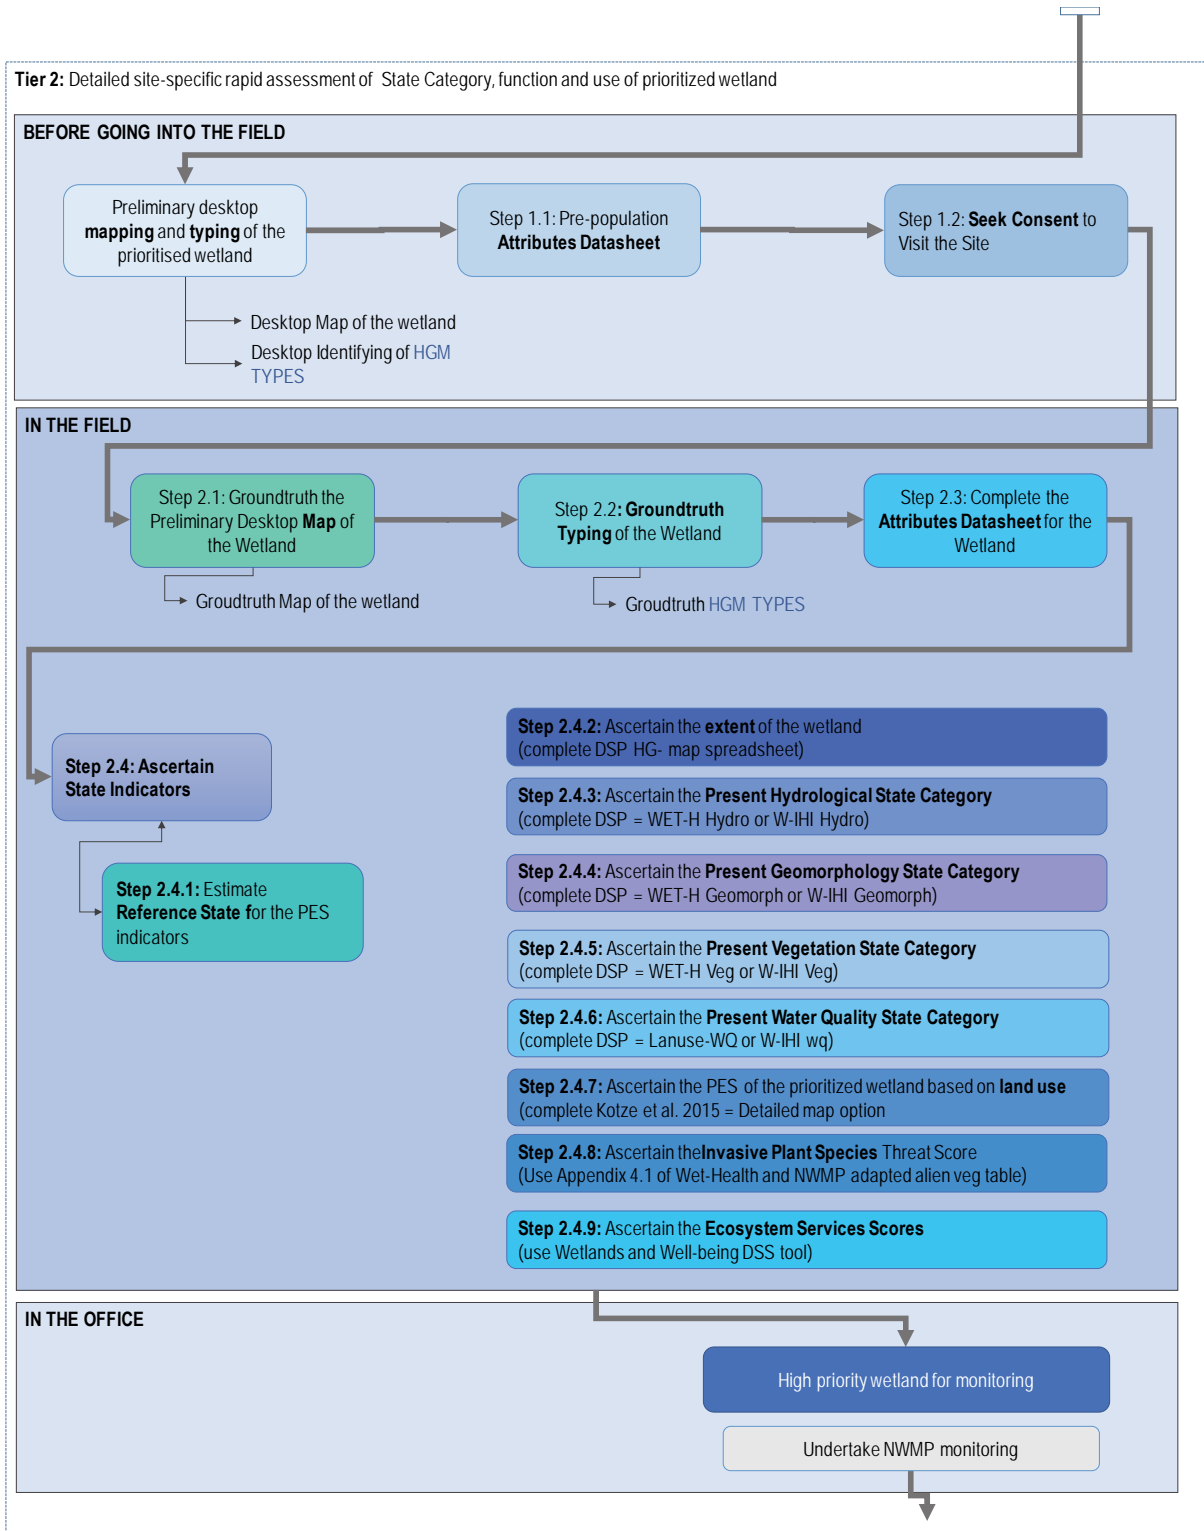 Tier 2: Detailed site-specific rapid assessment of State Category, function and use of prioritized wetland
BEFORE GOING INTO THE FIELD
Preliminary desktop
mapping and typing of the
prioritised wetland
Step 1.1: Pre-population
Attributes Datasheet
Step 1.2: Seek Consent to
Visit the Site
Desktop Map of the wetland
Desktop Identifying of HGM
TYPES
IN THE FIELD
Step 2.1: Groundtruth the
Preliminary Desktop Map of
the Wetland
Step 2.2: Groundtruth
Typing of the Wetland
Step 2.3: Complete the
Attributes Datasheet for the
Wetland
Groudtruth Map of the wetland
Groudtruth HGM TYPES
Step 2.4: Ascertain
State Indicators
Step 2.4.1: Estimate
Reference State for the PES
indicators
Step 2.4.2: Ascertain the extent of the wetland
(complete DSP HG- map spreadsheet)
Step 2.4.3: Ascertain the Present Hydrological State Category
(complete DSP = WET-H Hydro or W-IHI Hydro)
Step 2.4.4: Ascertain the Present Geomorphology State Category
(complete DSP = WET-H Geomorph or W-IHI Geomorph)
Step 2.4.5: Ascertain the Present Vegetation State Category
(complete DSP = WET-H Veg or W-IHI Veg)
Step 2.4.6: Ascertain the Present Water Quality State Category
(complete DSP = Lanuse-WQ or W-IHI wq)
Step 2.4.7: Ascertain the PES of the prioritized wetland based on land use
(complete Kotze et al. 2015 = Detailed map option
Step 2.4.8: Ascertain theInvasive Plant Species Threat Score
(Use Appendix 4.1 of Wet-Health and NWMP adapted alien veg table)
Step 2.4.9: Ascertain the Ecosystem Services Scores
(use Wetlands and Well-being DSS tool)
IN THE OFFICE
High priority wetland for monitoring
Undertake NWMP monitoring